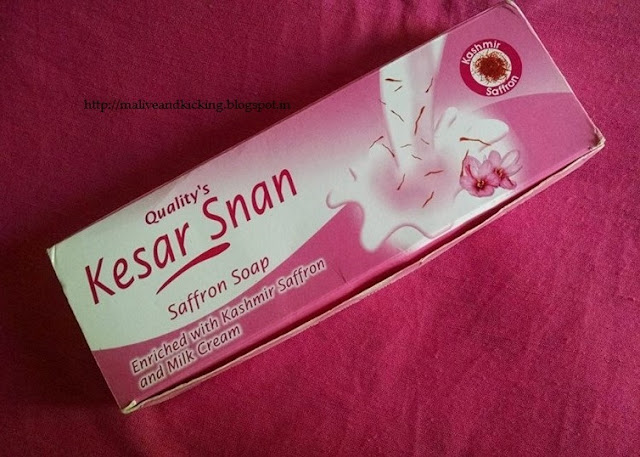 http://maliveandkicking.blogspot.in
Kashmir
Saffron
Quality's
Kesar Snan
Saffron Soap
Enriched with Kashmir Saffron
and Milk Cream